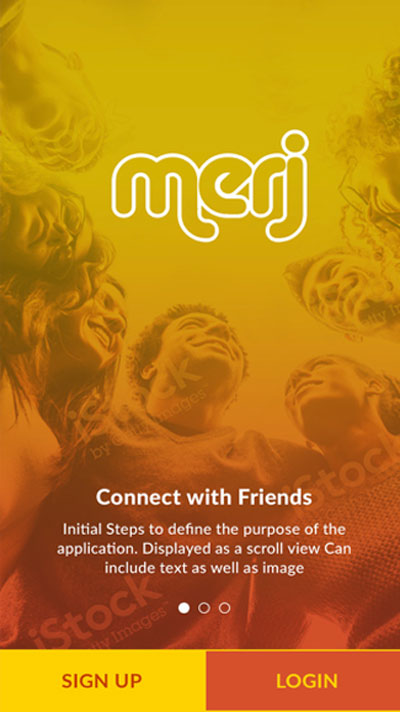 merj
iStock
by Getty Images
iStock
Connect with Friends
Initial Steps to define the purpose of the
application. Displayed as a scroll view Can
include text as well as image
iStock
by Getty Images
SIGN UP
LOGIN